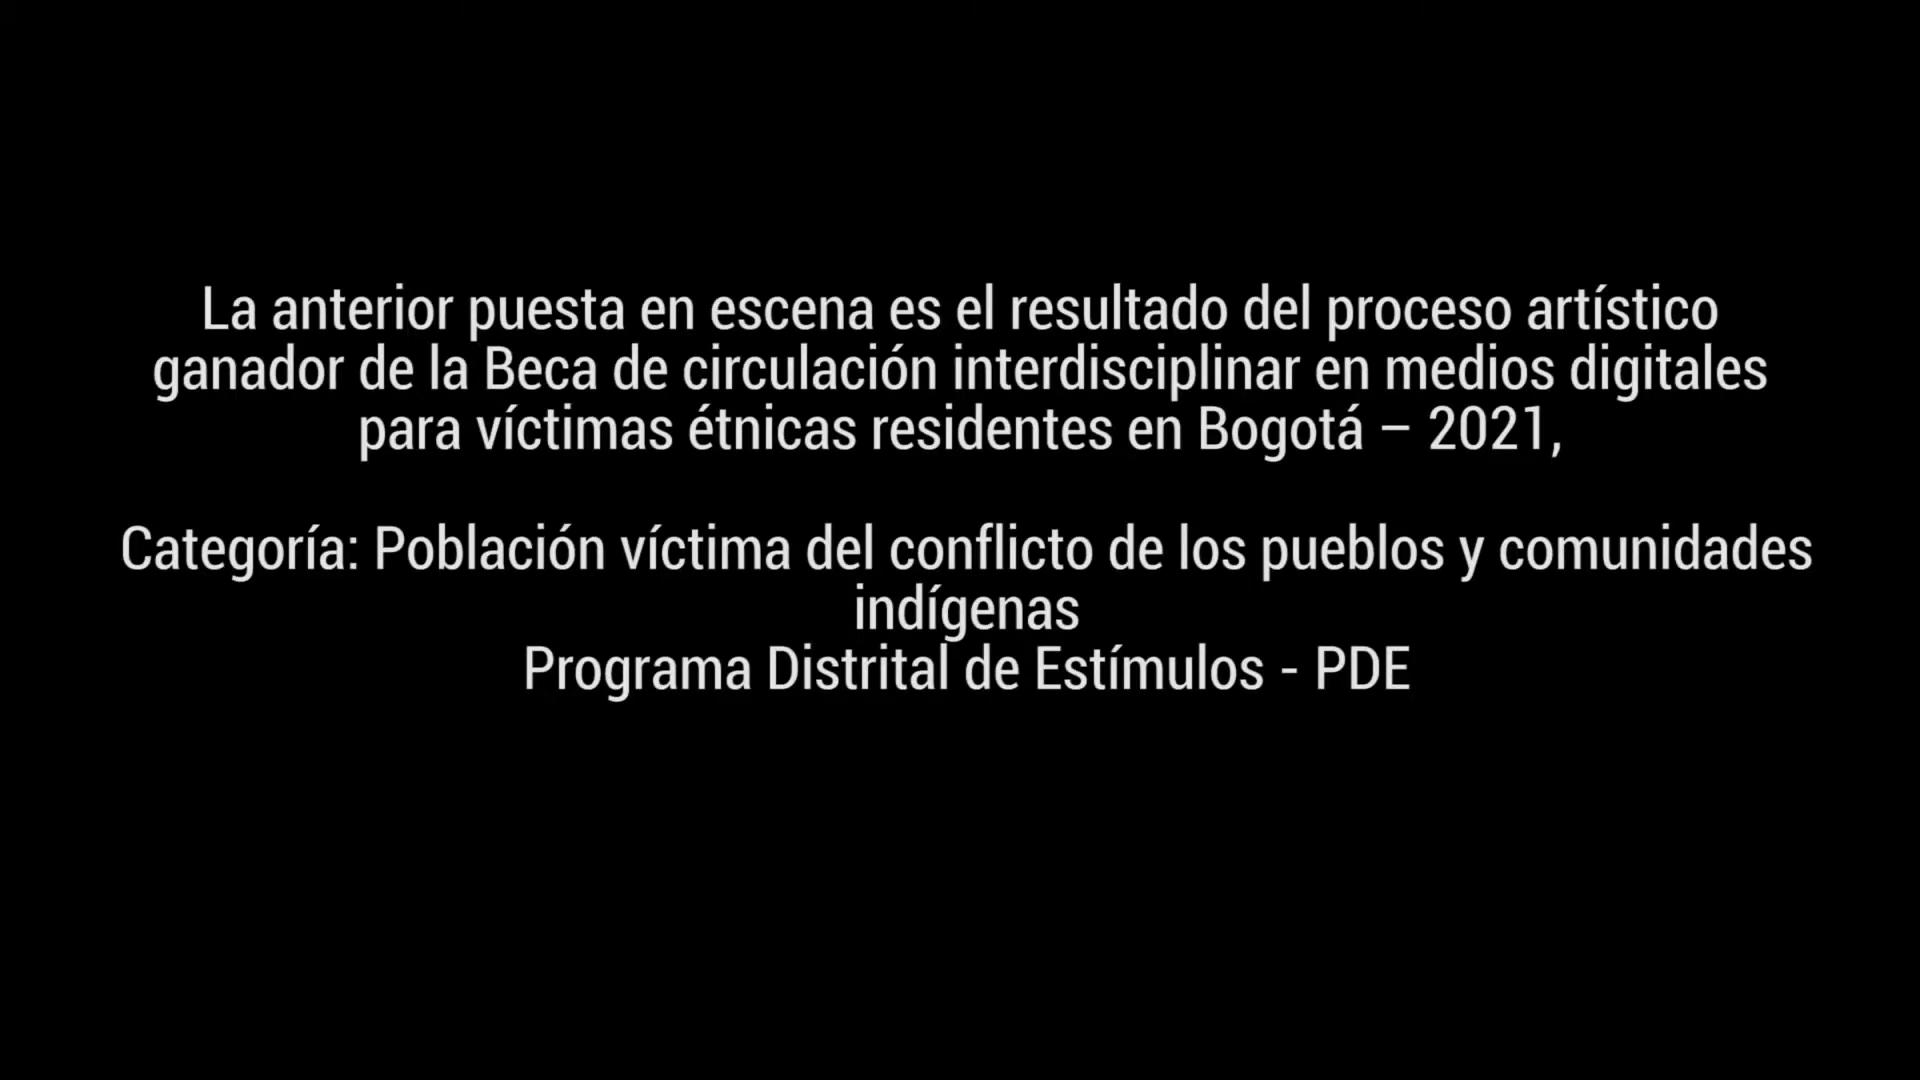 La anterior puesta en escena es el resultado del proceso artístico
ganador de la Beca de circulación interdisciplinar en medios digitales
para víctimas étnicas residentes en Bogotá – 2021,
Categoría: Población víctima del conflicto de los pueblos y comunidades
indígenas
Programa Distrital de Estímulos - PDE